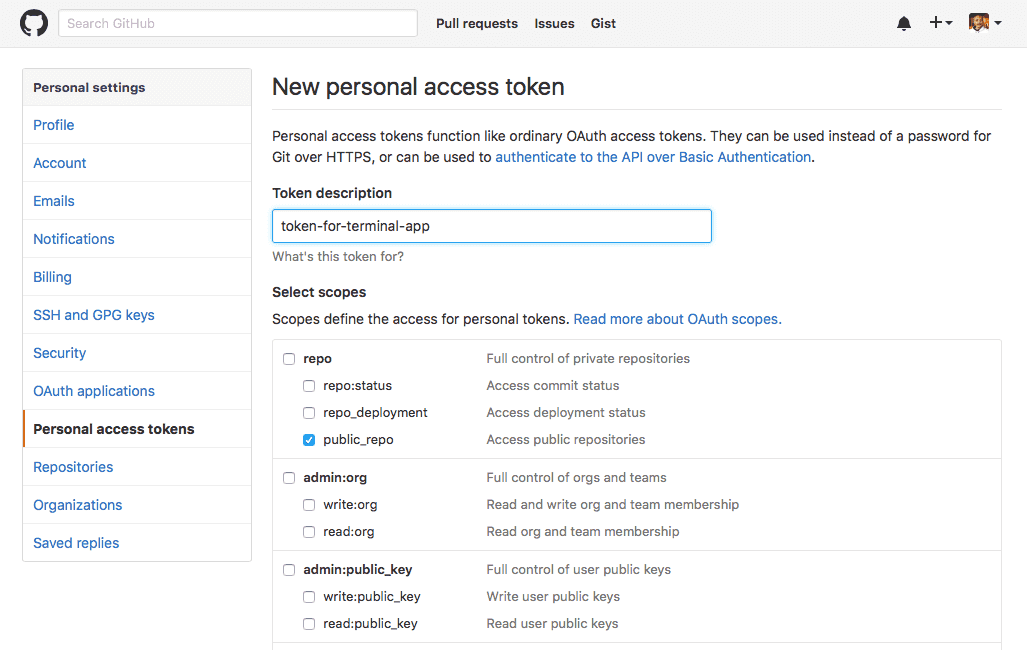 Search GitHub Pull requests Issues Gist
Personal settings
Profile
Account
Emails
Notifications
Billing
SSH and GPG keys
Security
OAuth applications
Personal access tokens
Repositories
Organizations
Saved replies
New personal access token
Personal access tokens function like ordinary OAuth access tokens. They can be used instead of a password for
Git over HTTPS, or can be used to authenticate to the API over Basic Authentication.
Token description
token-for-terminal-app
What's this token for?
Select scopes
Scopes define the access for personal tokens. Read more about OAuth scopes.
repo Full control of private repositories
repo:status Access commit status
repo_deployment Access deployment status
public_repo Access public repositories
admin:org Full control of orgs and teams
write:org Read and write org and team membership
read:org Read org and team membership
admin:public_key Full control of user public keys
write:public_key Write user public keys
read:public_key Read user public keys